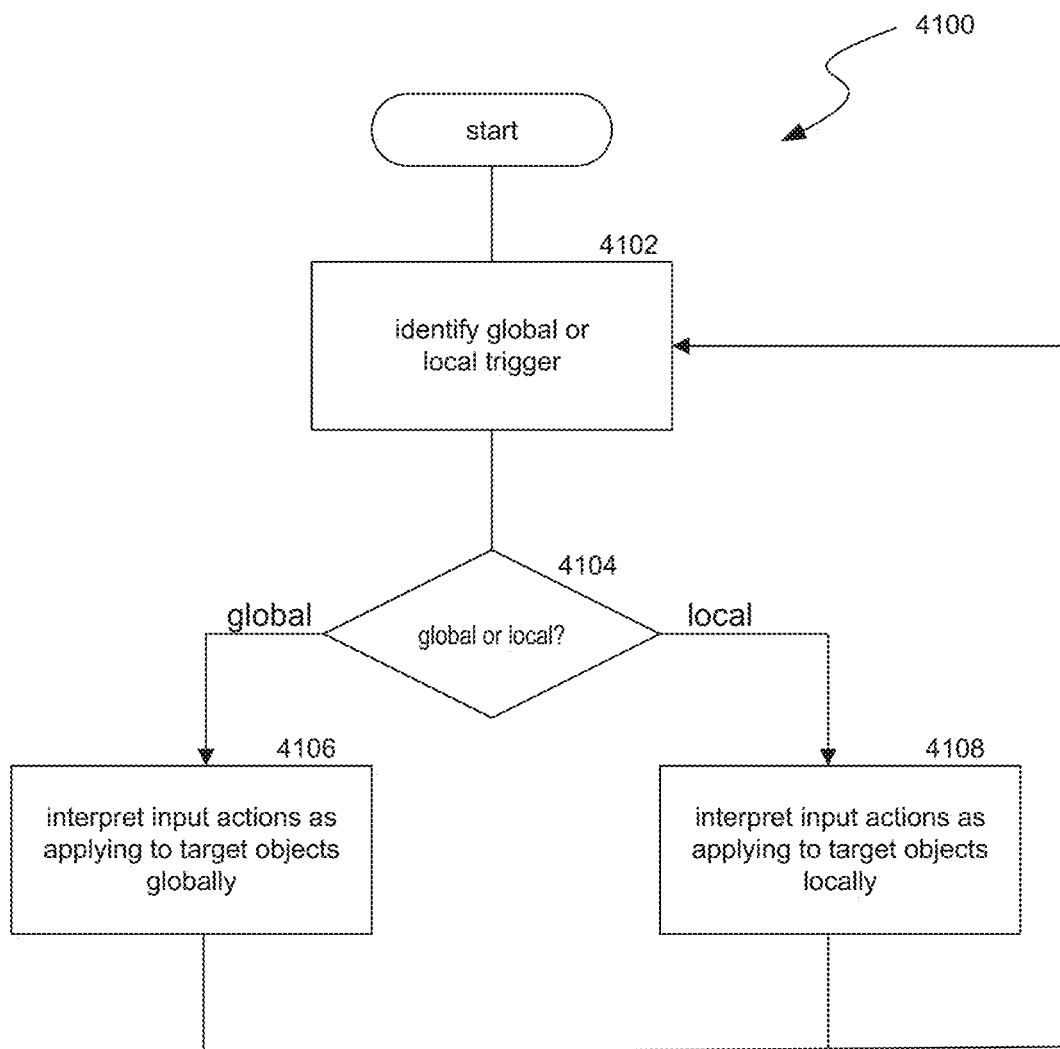 4100
start
4102
identify global or
local trigger
4104
global
global or local?
local
4106
4108
interpret input actions as
applying to target objects
globally
interpret input actions as
applying to target objects
locally